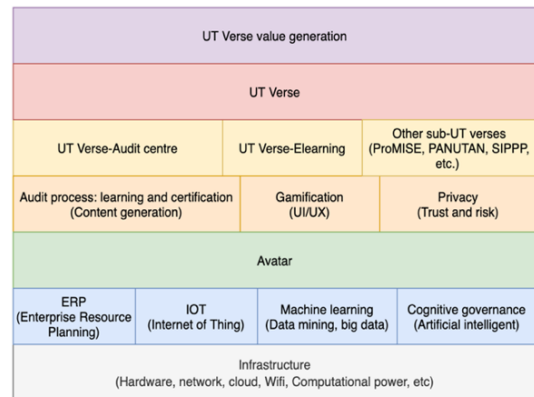 UT Verse value generation
UT Verse
UT Verse-Audit centre
UT Verse-Elearning
Other sub-UT verses
(ProMISE, PANUTAN, SIPPP,
etc.)
Audit process: learning and certification
(Content generation)
Gamification
(UI/UX)
Privacy
(Trust and risk)
Avatar
ERP
(Enterprise Resource
Planning)
IOT
(Internet of Thing)
Machine learning
(Data mining, big data)
Cognitive governance
(Artificial intelligent)
Infrastructure
(Hardware, network, cloud, Wifi, Computational power, etc)